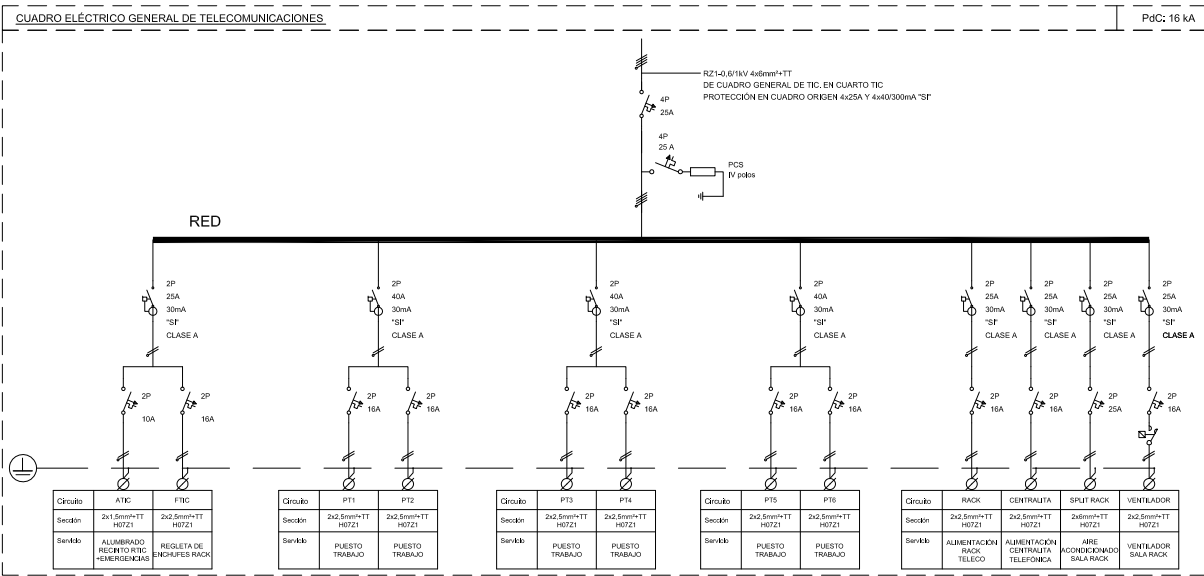 CUADRO ELÉCTRICO GENERAL DE TELECOMUNICACIONES
PdC: 16 kA
RZ1-0,6/1kV 4x6mm²+TT
DE CUADRO GENERAL DE TIC. EN CUARTO TIC
PROTECCIÓN EN CUADRO ORIGEN 4x25A Y 4x40/300mA "SI"
4P
25A
4P
25 A
PCS
IV polos
RED
2P
25A
30mA
"SI"
CLASE A
2P
40A
30mA
"SI"
CLASE A
2P
40A
30mA
"SI"
CLASE A
2P
40A
30mA
"SI"
CLASE A
2P
25A
30mA
"SI"
CLASE A
2P
25A
30mA
"SI"
CLASE A
2P
25A
30mA
"SI"
CLASE A
2P
25A
30mA
"SI"
CLASE A
2P
10A
2P
16A
2P
16A
2P
16A
2P
16A
2P
16A
2P
16A
2P
16A
2P
16A
2P
16A
2P
25A
2P
16A
Circuito ATIC FTIC
Sección 2x1,5mm²+TT 2x2,5mm²+TT
H07Z1 H07Z1
Servicio ALUMBRADO RECINTO RTIC +EMERGENCIAS REGLETA DE ENCHUFES RACK
Circuito PT1 PT2
Sección 2x2,5mm²+TT 2x2,5mm²+TT
H07Z1 H07Z1
Servicio PUESTO TRABAJO PUESTO TRABAJO
Circuito PT3 PT4
Sección 2x2,5mm²+TT 2x2,5mm²+TT
H07Z1 H07Z1
Servicio PUESTO TRABAJO PUESTO TRABAJO
Circuito PT5 PT6
Sección 2x2,5mm²+TT 2x2,5mm²+TT
H07Z1 H07Z1
Servicio PUESTO TRABAJO PUESTO TRABAJO
Circuito RACK CENTRALITA SPLIT RACK VENTILADOR
Sección 2x2,5mm²+TT 2x2,5mm²+TT 2x6mm²+TT 2x2,5mm²+TT
H07Z1 H07Z1 H07Z1 H07Z1
Servicio ALIMENTACIÓN RACK TELECO ALIMENTACIÓN CENTRALITA TELEFÓNICA AIRE ACONDICIONADO SALA RACK VENTILADOR SALA RACK